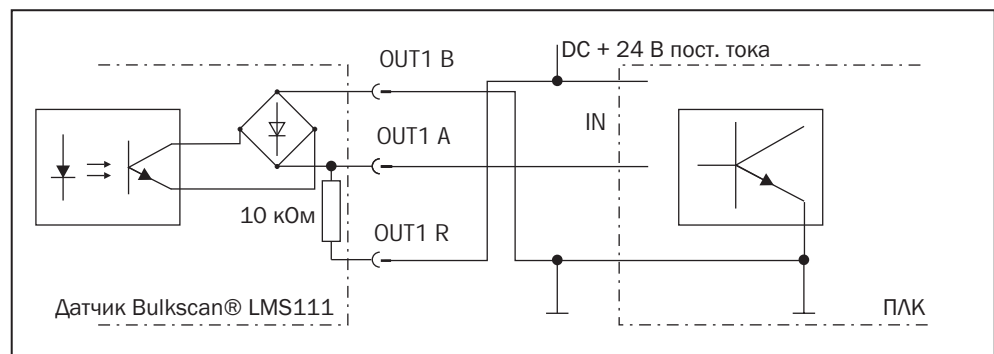 OUT1 B
DC + 24 В пост. тока
IN
OUT1 A
10 кОм
OUT1 R
Датчик Bulkscan® LMS111
ПЛК